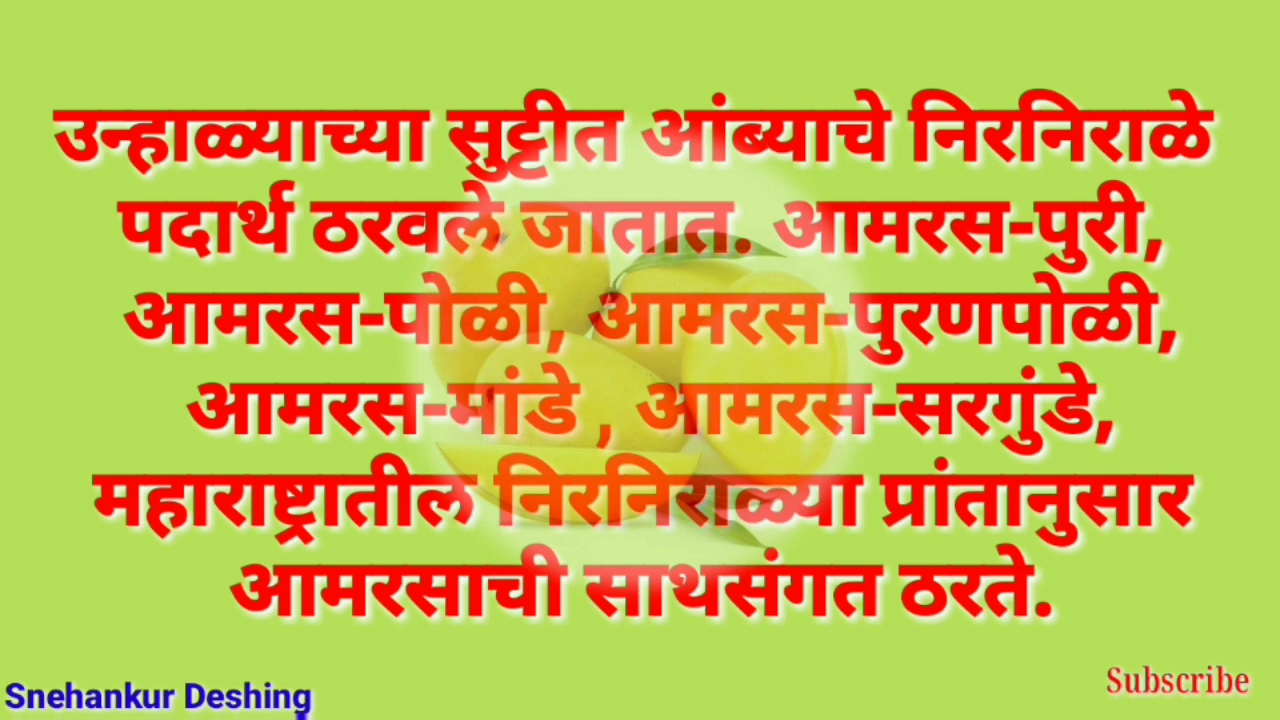 उन्हाळ्याच्या सुट्टीत आंब्याचे निरनिराळे
पदार्थ ठरवले जातात. आमरस-पुरी,
आमरस-पोळी, आमरस-पुरणपोळी,
आमरस-मांडे , आमरस-सरगुंडे,
महाराष्ट्रातील निरनिराळ्या प्रांतानुसार
आमरसाची साथसंगत ठरते.
Snehankur Deshing
Subscribe